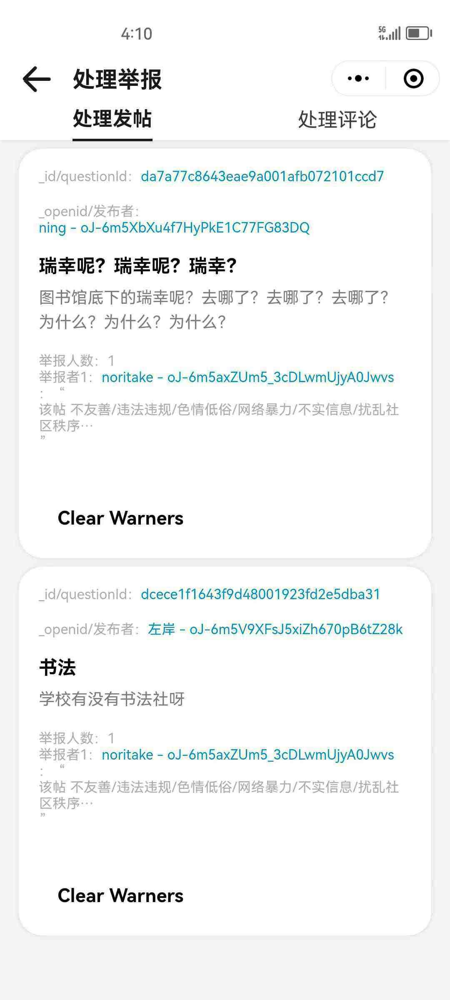 4:10
5G
处理举报
处理发帖
处理评论
_id/questionId：da7a77c8643eae9a001afb072101ccd7
_openid/发布者：
ning - oJ-6m5XbXu4f7HyPkE1C77FG83DQ
瑞幸呢？瑞幸呢？瑞幸？
图书馆底下的瑞幸呢？去哪了？去哪了？去哪了？
为什么？为什么？为什么？
举报人数：1
举报者1：noritake - oJ-6m5axZUm5_3cDLwmUjyA0Jwvs
：“
该帖 不友善/违法违规/色情低俗/网络暴力/不实信息/扰乱社
区秩序…
”
Clear Warners
_id/questionId：dcece1f1643f9d48001923fd2e5dba31
_openid/发布者：左岸 - oJ-6m5V9XFsJ5xiZh670pB6tZ28k
书法
学校有没有书法社呀
举报人数：1
举报者1：noritake - oJ-6m5axZUm5_3cDLwmUjyA0Jwvs
：“
该帖 不友善/违法违规/色情低俗/网络暴力/不实信息/扰乱社
区秩序…
”
Clear Warners